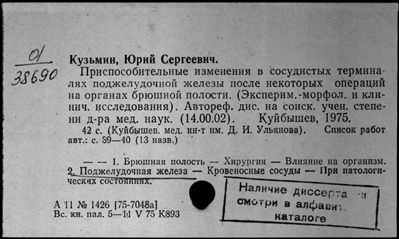 01
38690
Кузьмин, Юрий Сергеевич.
Приспособительные изменения в сосудистых термина-
лях поджелудочной железы после некоторых операций
на органах брюшной полости. (Эксперим.-морфол. и кли-
нич. исследования). Автореф. дис. на соиск. учен. степе-
ни д-ра мед. наук. (14.00.02). Куйбышев, 1975.
42 с. (Куйбышев. мед. ин-т им. Д. И. Ульянова). Список работ
авт.: с. 39—40 (13 назв.)
— — 1. Брюшная полость — Хирургия — Влияние на организм.
2. Поджелудочная железа — Кровеносные сосуды — При патологи-
ческих состояниях.
А 11 № 1426 [75-7048а]
Вс. кн. пал. 5—11 V 75 К893
Наличие диссерта
смотри в алфавит.
каталоге